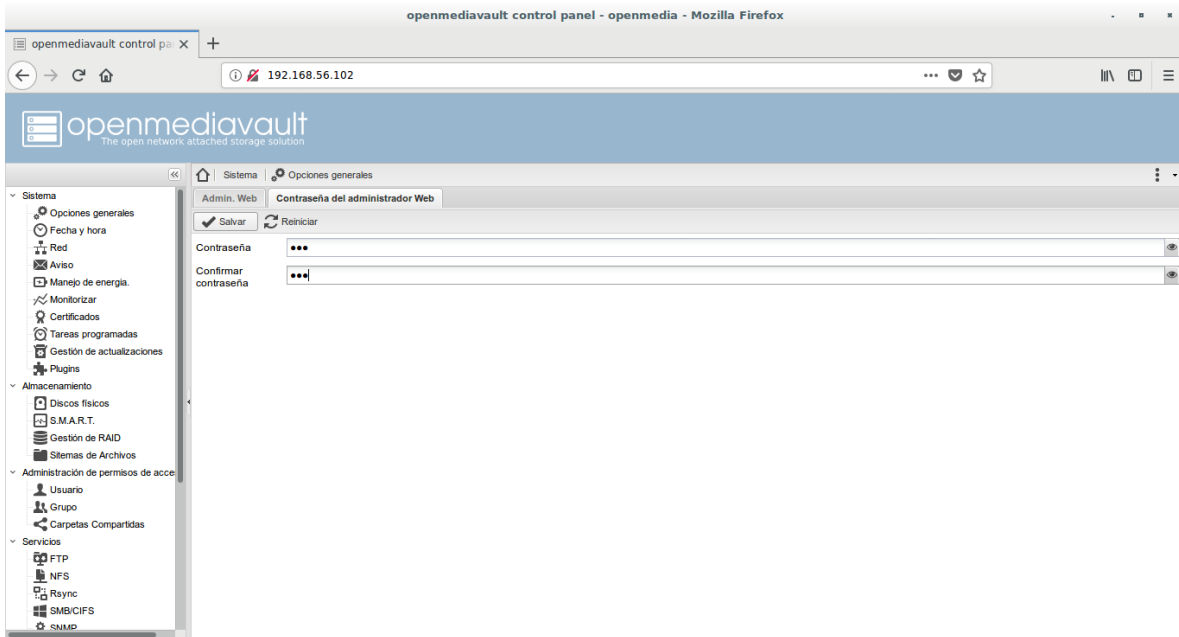 openmediavault control panel - openmedia - Mozilla Firefox
openmediavault control pa
192.168.56.102
openmediavault
The open network attached storage solution
Sistema Opciones generales
Admin. Web Contraseña del administrador Web
Salvar Reiniciar
Contraseña •••
Confirmar
contraseña •••
Sistema
Opciones generales
Fecha y hora
Red
Aviso
Manejo de energia.
Monitorizar
Certificados
Tareas programadas
Gestión de actualizaciones
Plugins
Almacenamiento
Discos físicos
S.M.A.R.T.
Gestión de RAID
Sitemas de Archivos
Administración de permisos de acce
Usuario
Grupo
Carpetas Compartidas
Servicios
FTP
NFS
Rsync
SMB/CIFS
SNMP